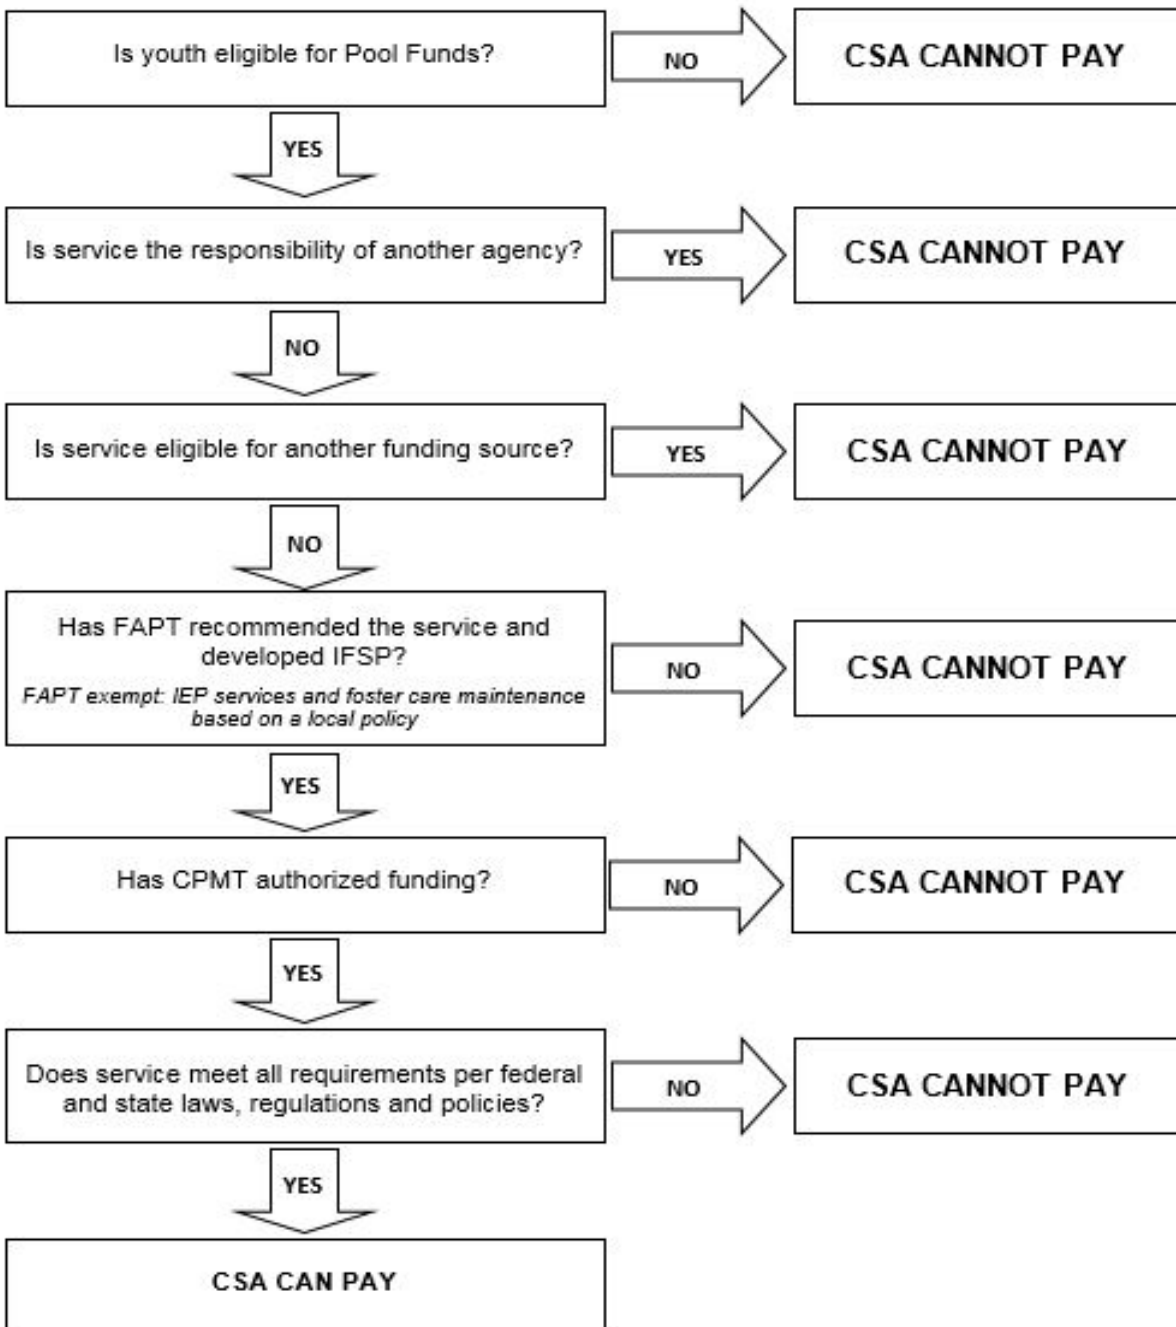 Is youth eligible for Pool Funds?
NO
CSA CANNOT PAY
YES
Is service the responsibility of another agency?
YES
CSA CANNOT PAY
NO
Is service eligible for another funding source?
YES
CSA CANNOT PAY
NO
Has FAPT recommended the service and
developed IFSP?
FAPT exempt: IEP services and foster care maintenance
based on a local policy
NO
CSA CANNOT PAY
YES
Has CPMT authorized funding?
NO
CSA CANNOT PAY
YES
Does service meet all requirements per federal
and state laws, regulations and policies?
NO
CSA CANNOT PAY
YES
CSA CAN PAY